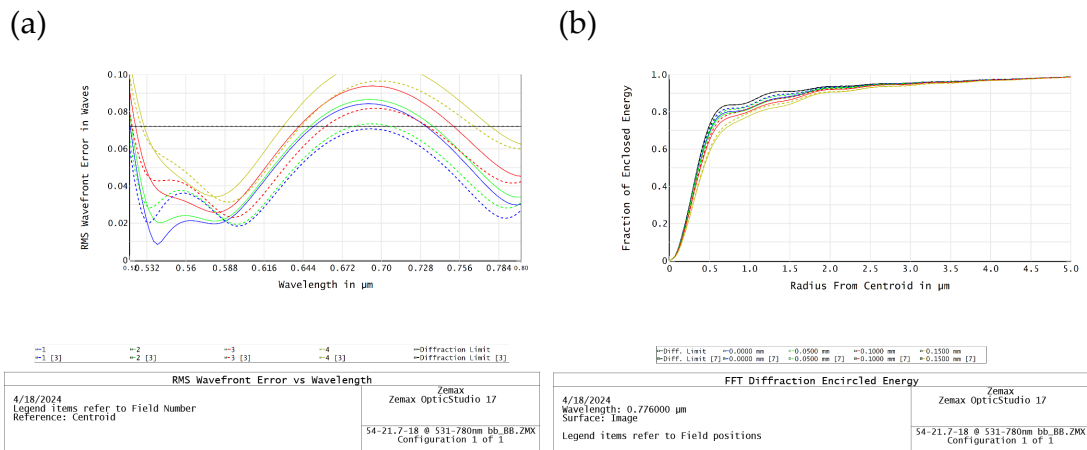 (a)
0.10
0.08
0.06
0.04
0.02
0
RMS Wavefront Error in Waves
0.52 0.532 0.56 0.588 0.616 0.644 0.672 0.70 0.728 0.756 0.784 0.80
Wavelength in µm
1 2 3 4 Diffraction Limit
1 [3] 2 [3] 3 [3] 4 [3] Diffraction Limit [3]
RMS Wavefront Error vs Wavelength
4/18/2024
Legend items refer to Field Number
Reference: Centroid
Zemax
Zemax OpticStudio 17
54-21.7-18 @ 531-780nm bb_BB.ZMX
Configuration 1 of 1
(b)
1.0
0.8
0.6
0.4
0.2
0
Fraction of Enclosed Energy
0 0.5 1.0 1.5 2.0 2.5 3.0 3.5 4.0 4.5 5.0
Radius From Centroid in µm
Diff. Limit 0.0000 mm 0.0500 mm 0.1000 mm 0.1500 mm
Diff. Limit [7] 0.0000 mm [7] 0.0500 mm [7] 0.1000 mm [7] 0.1500 mm [7]
FFT Diffraction Encircled Energy
4/18/2024
Wavelength: 0.776000 µm
Surface: Image
Legend items refer to Field positions
Zemax
Zemax OpticStudio 17
54-21.7-18 @ 531-780nm bb_BB.ZMX
Configuration 1 of 1